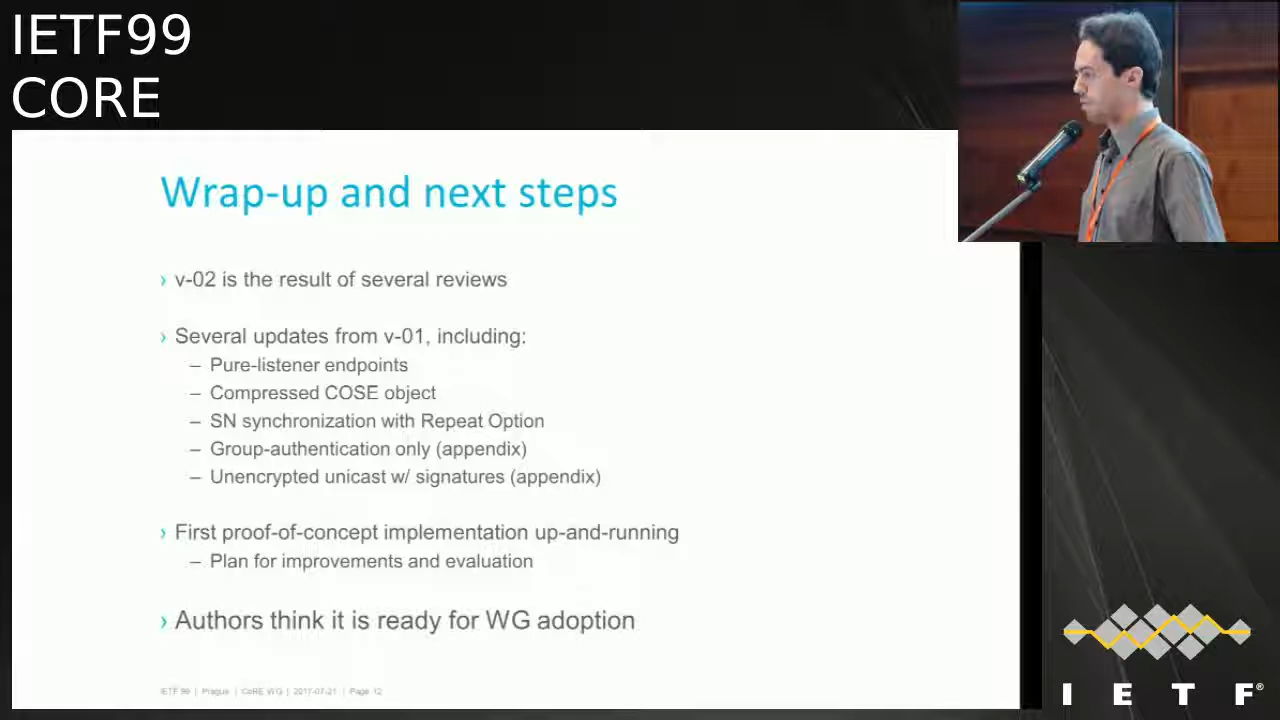 IETF99
CORE
Wrap-up and next steps
› v-02 is the result of several reviews
› Several updates from v-01, including:
– Pure-listener endpoints
– Compressed COSE object
– SN synchronization with Repeat Option
– Group-authentication only (appendix)
– Unencrypted unicast w/ signatures (appendix)
› First proof-of-concept implementation up-and-running
– Plan for improvements and evaluation
› Authors think it is ready for WG adoption
IETF 99 | Prague | CoRE WG | 2017-07-21 | Page 12
I E T F®